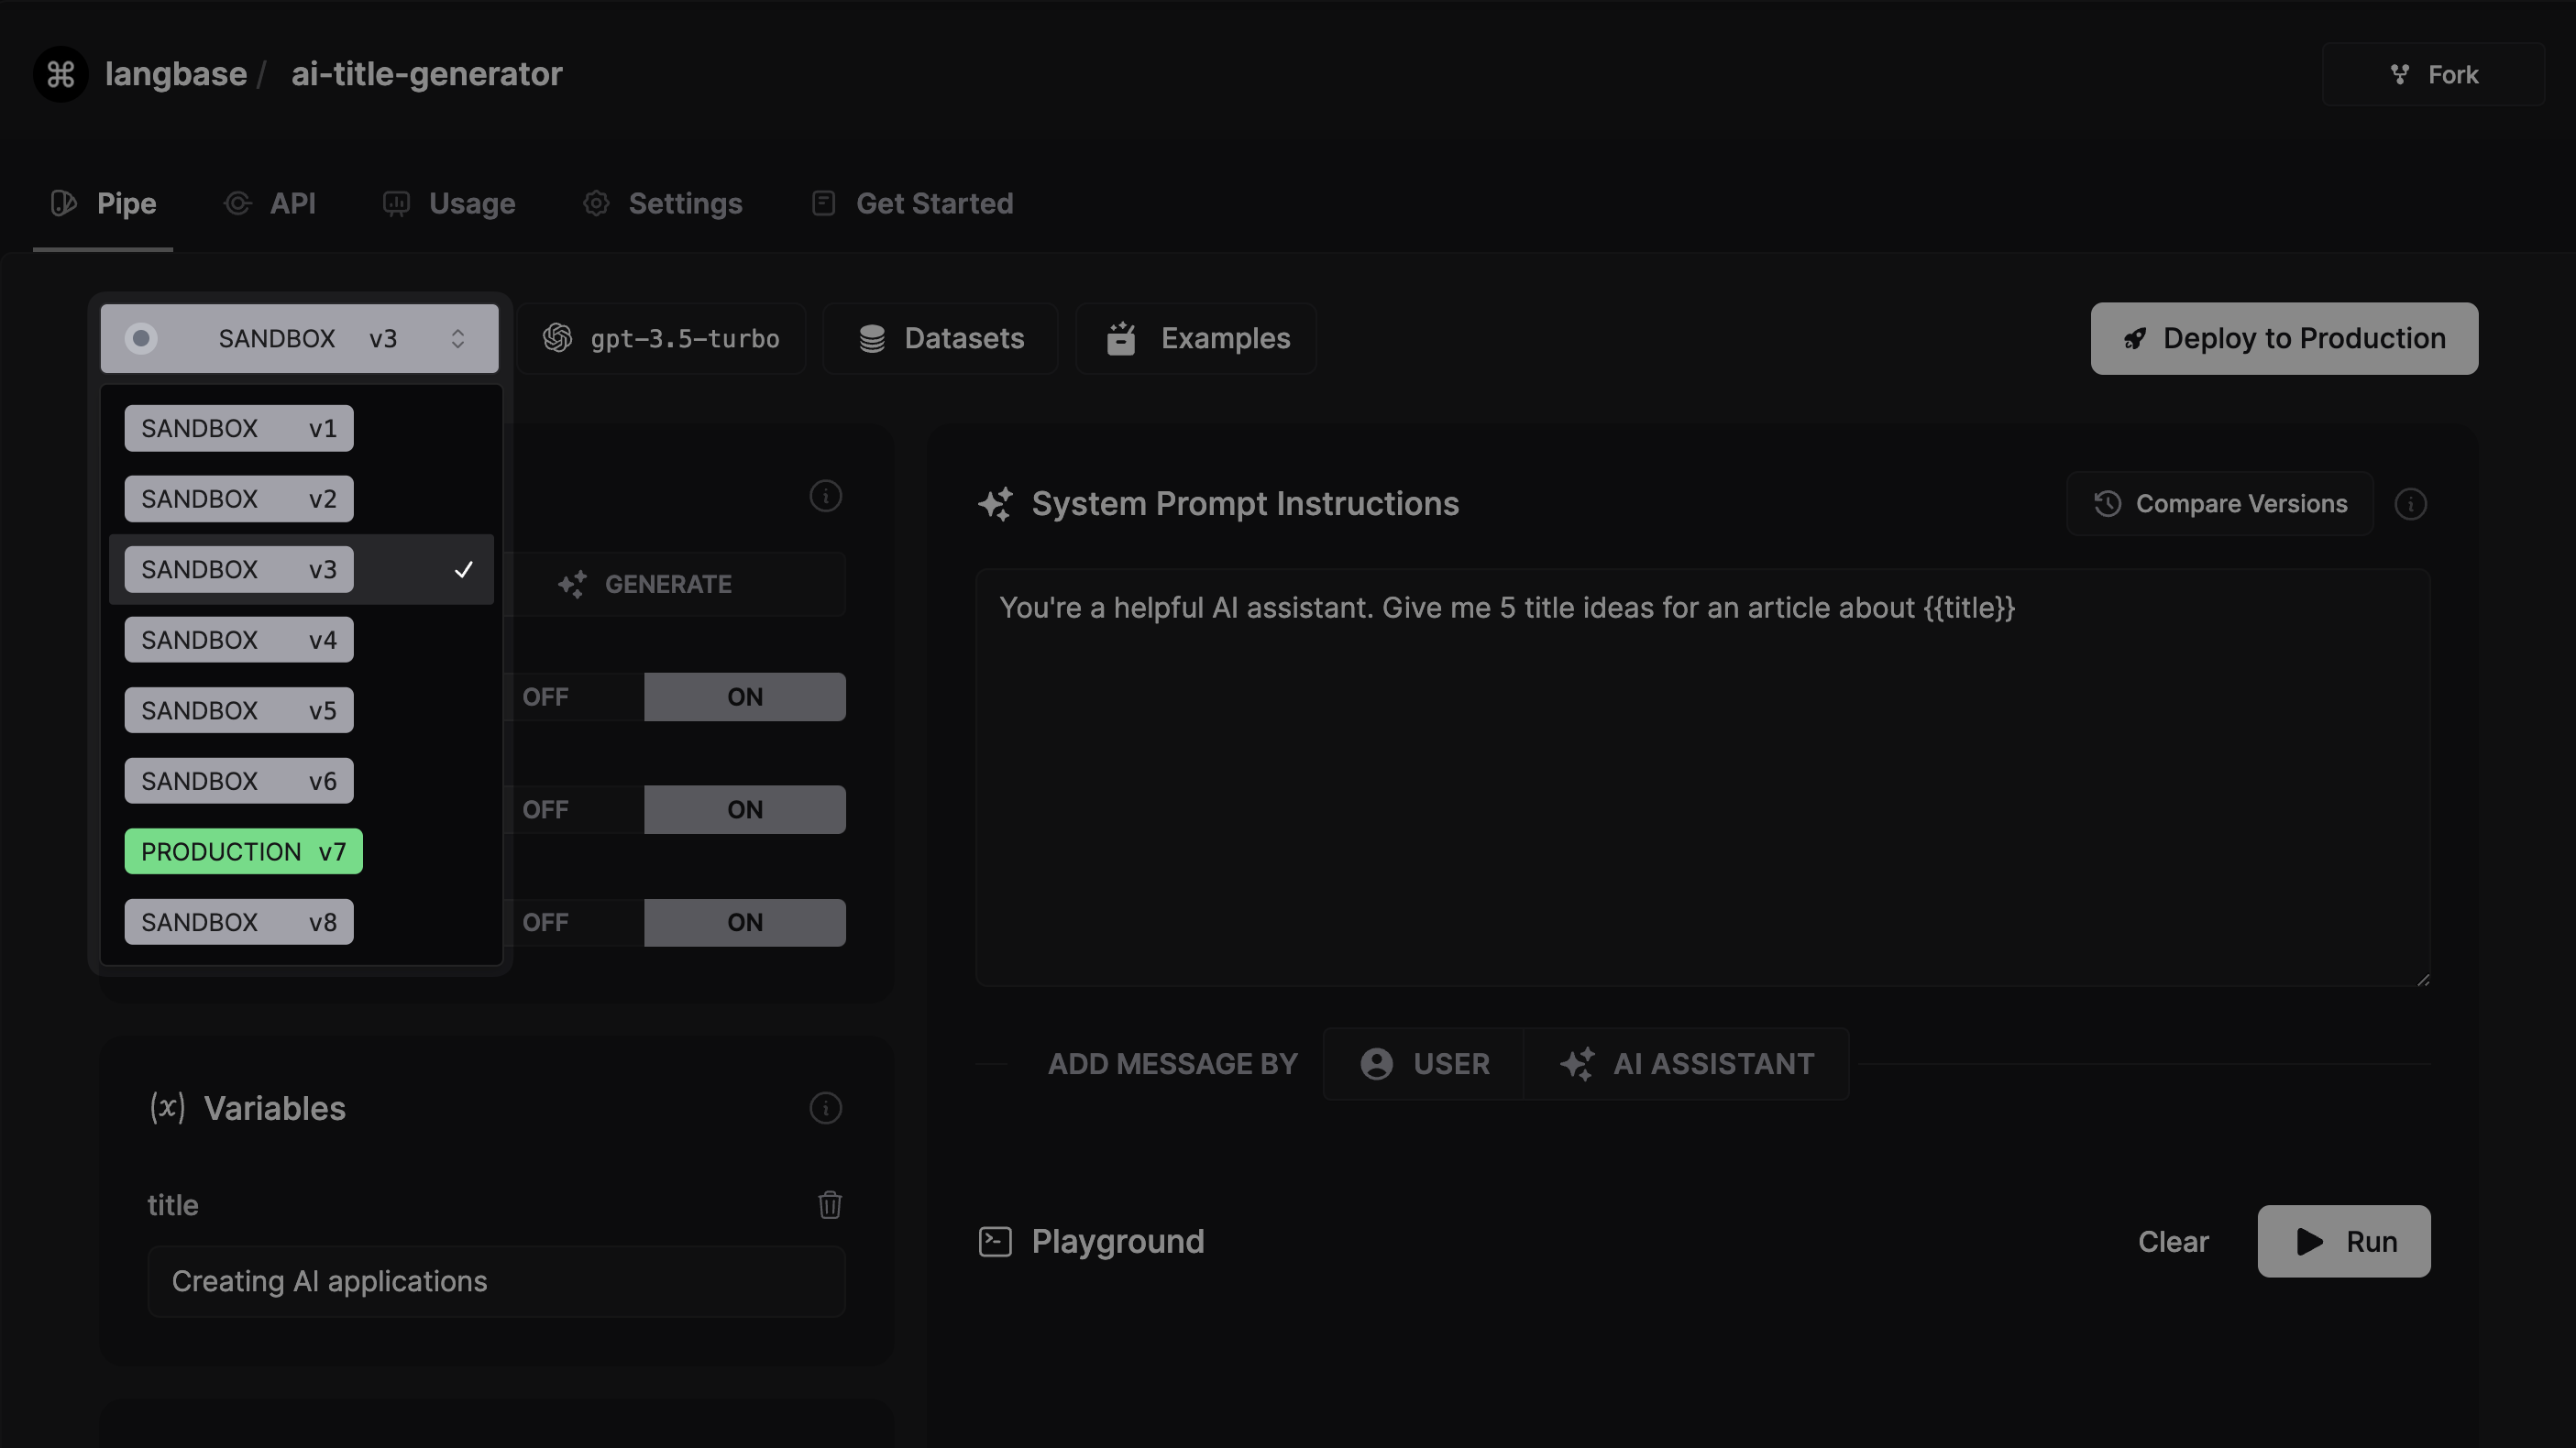 langbase / ai-title-generator
Fork
Pipe
API
Usage
Settings
Get Started
SANDBOX v3
gpt-3.5-turbo
Datasets
Examples
Deploy to Production
SANDBOX v1
SANDBOX v2
SANDBOX v3
SANDBOX v4
SANDBOX v5
SANDBOX v6
PRODUCTION v7
SANDBOX v8
GENERATE
OFF ON
OFF ON
OFF ON
System Prompt Instructions
Compare Versions
You're a helpful AI assistant. Give me 5 title ideas for an article about {{title}}
ADD MESSAGE BY
USER
AI ASSISTANT
(x) Variables
title
Creating AI applications
Playground
Clear
Run